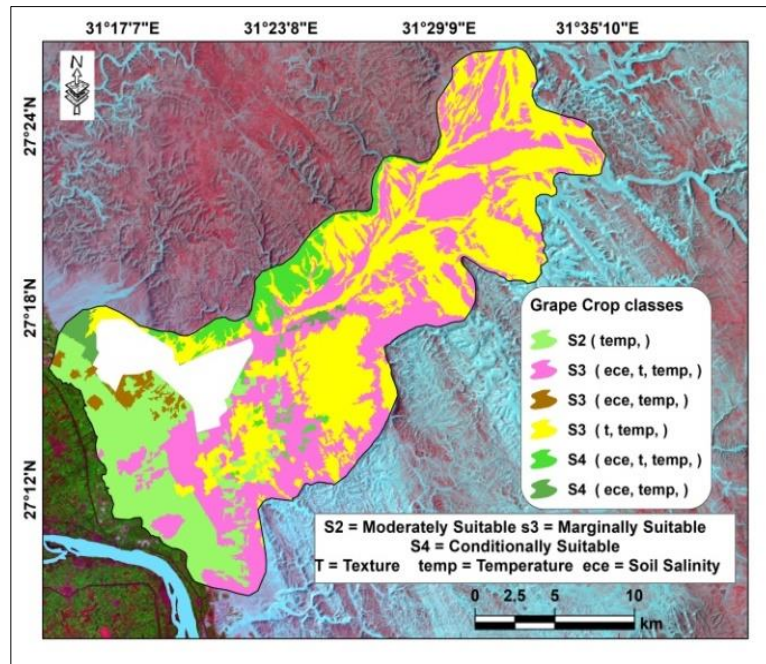 31°17'7"E 31°23'8"E 31°29'9"E 31°35'10"E
N
27°24'N
27°18'N
27°12'N
Grape Crop classes
S2 ( temp, )
S3 ( ece, t, temp, )
S3 ( ece, temp, )
S3 ( t, temp, )
S4 ( ece, t, temp, )
S4 ( ece, temp, )
S2 = Moderately Suitable s3 = Marginally Suitable
S4 = Conditionally Suitable
T = Texture temp = Temperature ece = Soil Salinity
0 2.5 5 10
km